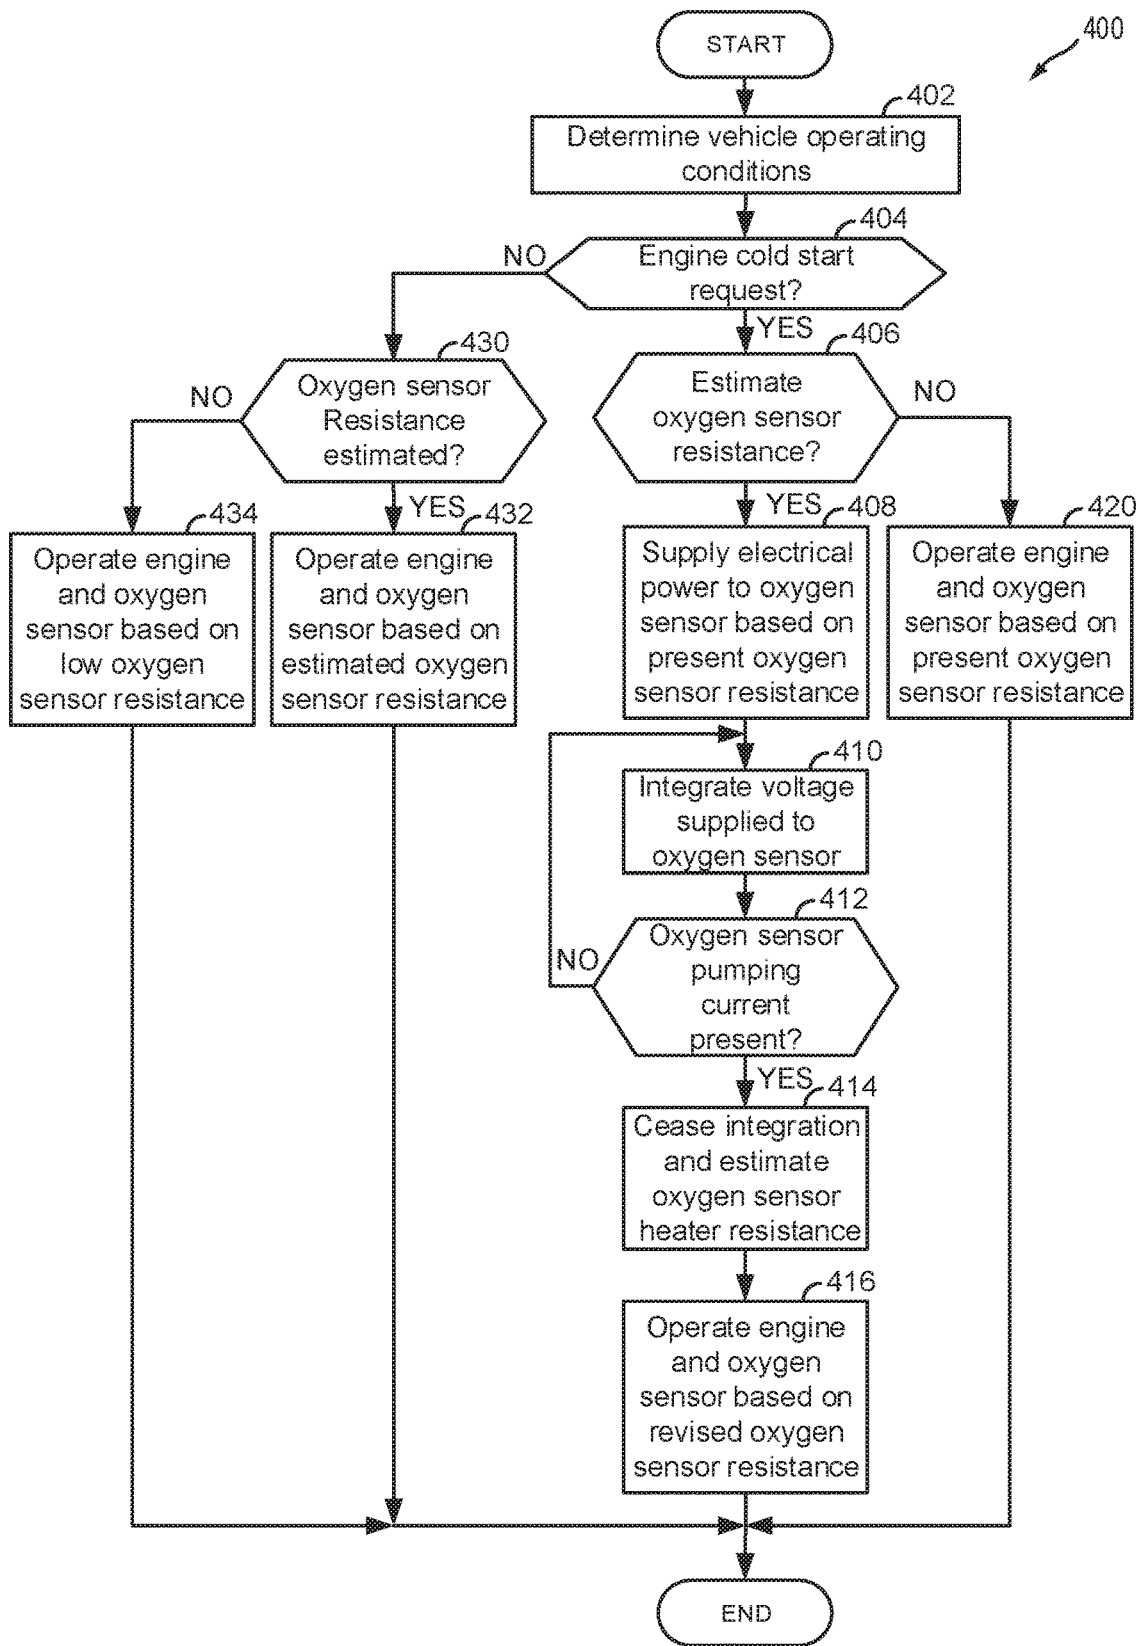 START
400
402
Determine vehicle operating
conditions
404
Engine cold start
request?
NO
YES
430
Oxygen sensor
Resistance
estimated?
NO
YES
406
Estimate
oxygen sensor
resistance?
NO
YES
434
Operate engine
and oxygen
sensor based on
low oxygen
sensor resistance
432
Operate engine
and oxygen
sensor based on
estimated oxygen
sensor resistance
408
Supply electrical
power to oxygen
sensor based on
present oxygen
sensor resistance
420
Operate engine
and oxygen
sensor based on
present oxygen
sensor resistance
410
Integrate voltage
supplied to
oxygen sensor
412
Oxygen sensor
pumping
current
present?
NO
YES
414
Cease integration
and estimate
oxygen sensor
heater resistance
416
Operate engine
and oxygen
sensor based on
revised oxygen
sensor resistance
END